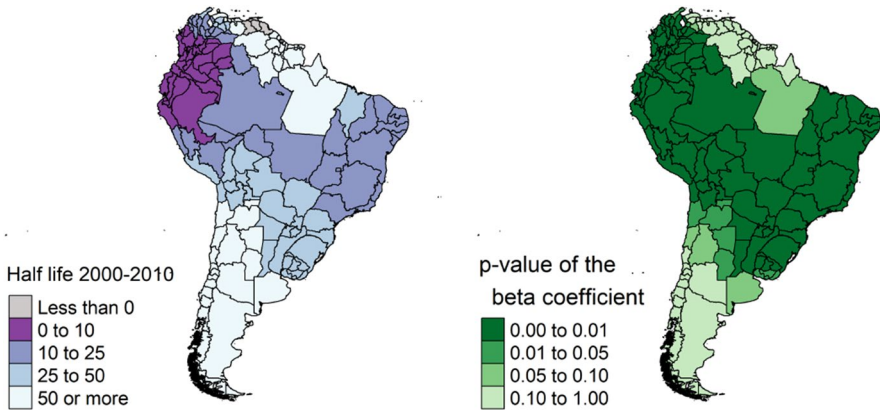 Half life 2000-2010
Less than 0
0 to 10
10 to 25
25 to 50
50 or more
p-value of the
beta coefficient
0.00 to 0.01
0.01 to 0.05
0.05 to 0.10
0.10 to 1.00